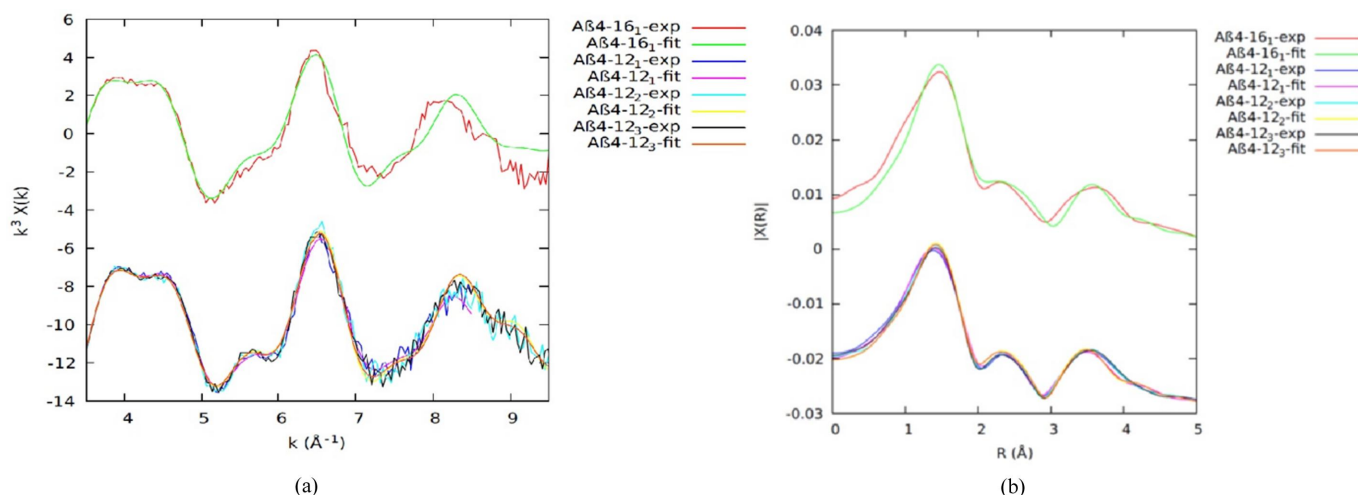 6
4
2
0
-2
-4
-6
-8
-10
-12
-14
k³ X(k)
4
5
6
7
8
9
k (Å⁻¹)
Aß4-16₁-exp
Aß4-16₁-fit
Aß4-12₁-exp
Aß4-12₁-fit
Aß4-12₂-exp
Aß4-12₂-fit
Aß4-12₃-exp
Aß4-12₃-fit
(a)
0.04
0.03
0.02
0.01
0
-0.01
-0.02
-0.03
|X(R)|
0
1
2
3
4
5
R (Å)
Aß4-16₁-exp
Aß4-16₁-fit
Aß4-12₁-exp
Aß4-12₁-fit
Aß4-12₂-exp
Aß4-12₂-fit
Aß4-12₃-exp
Aß4-12₃-fit
(b)